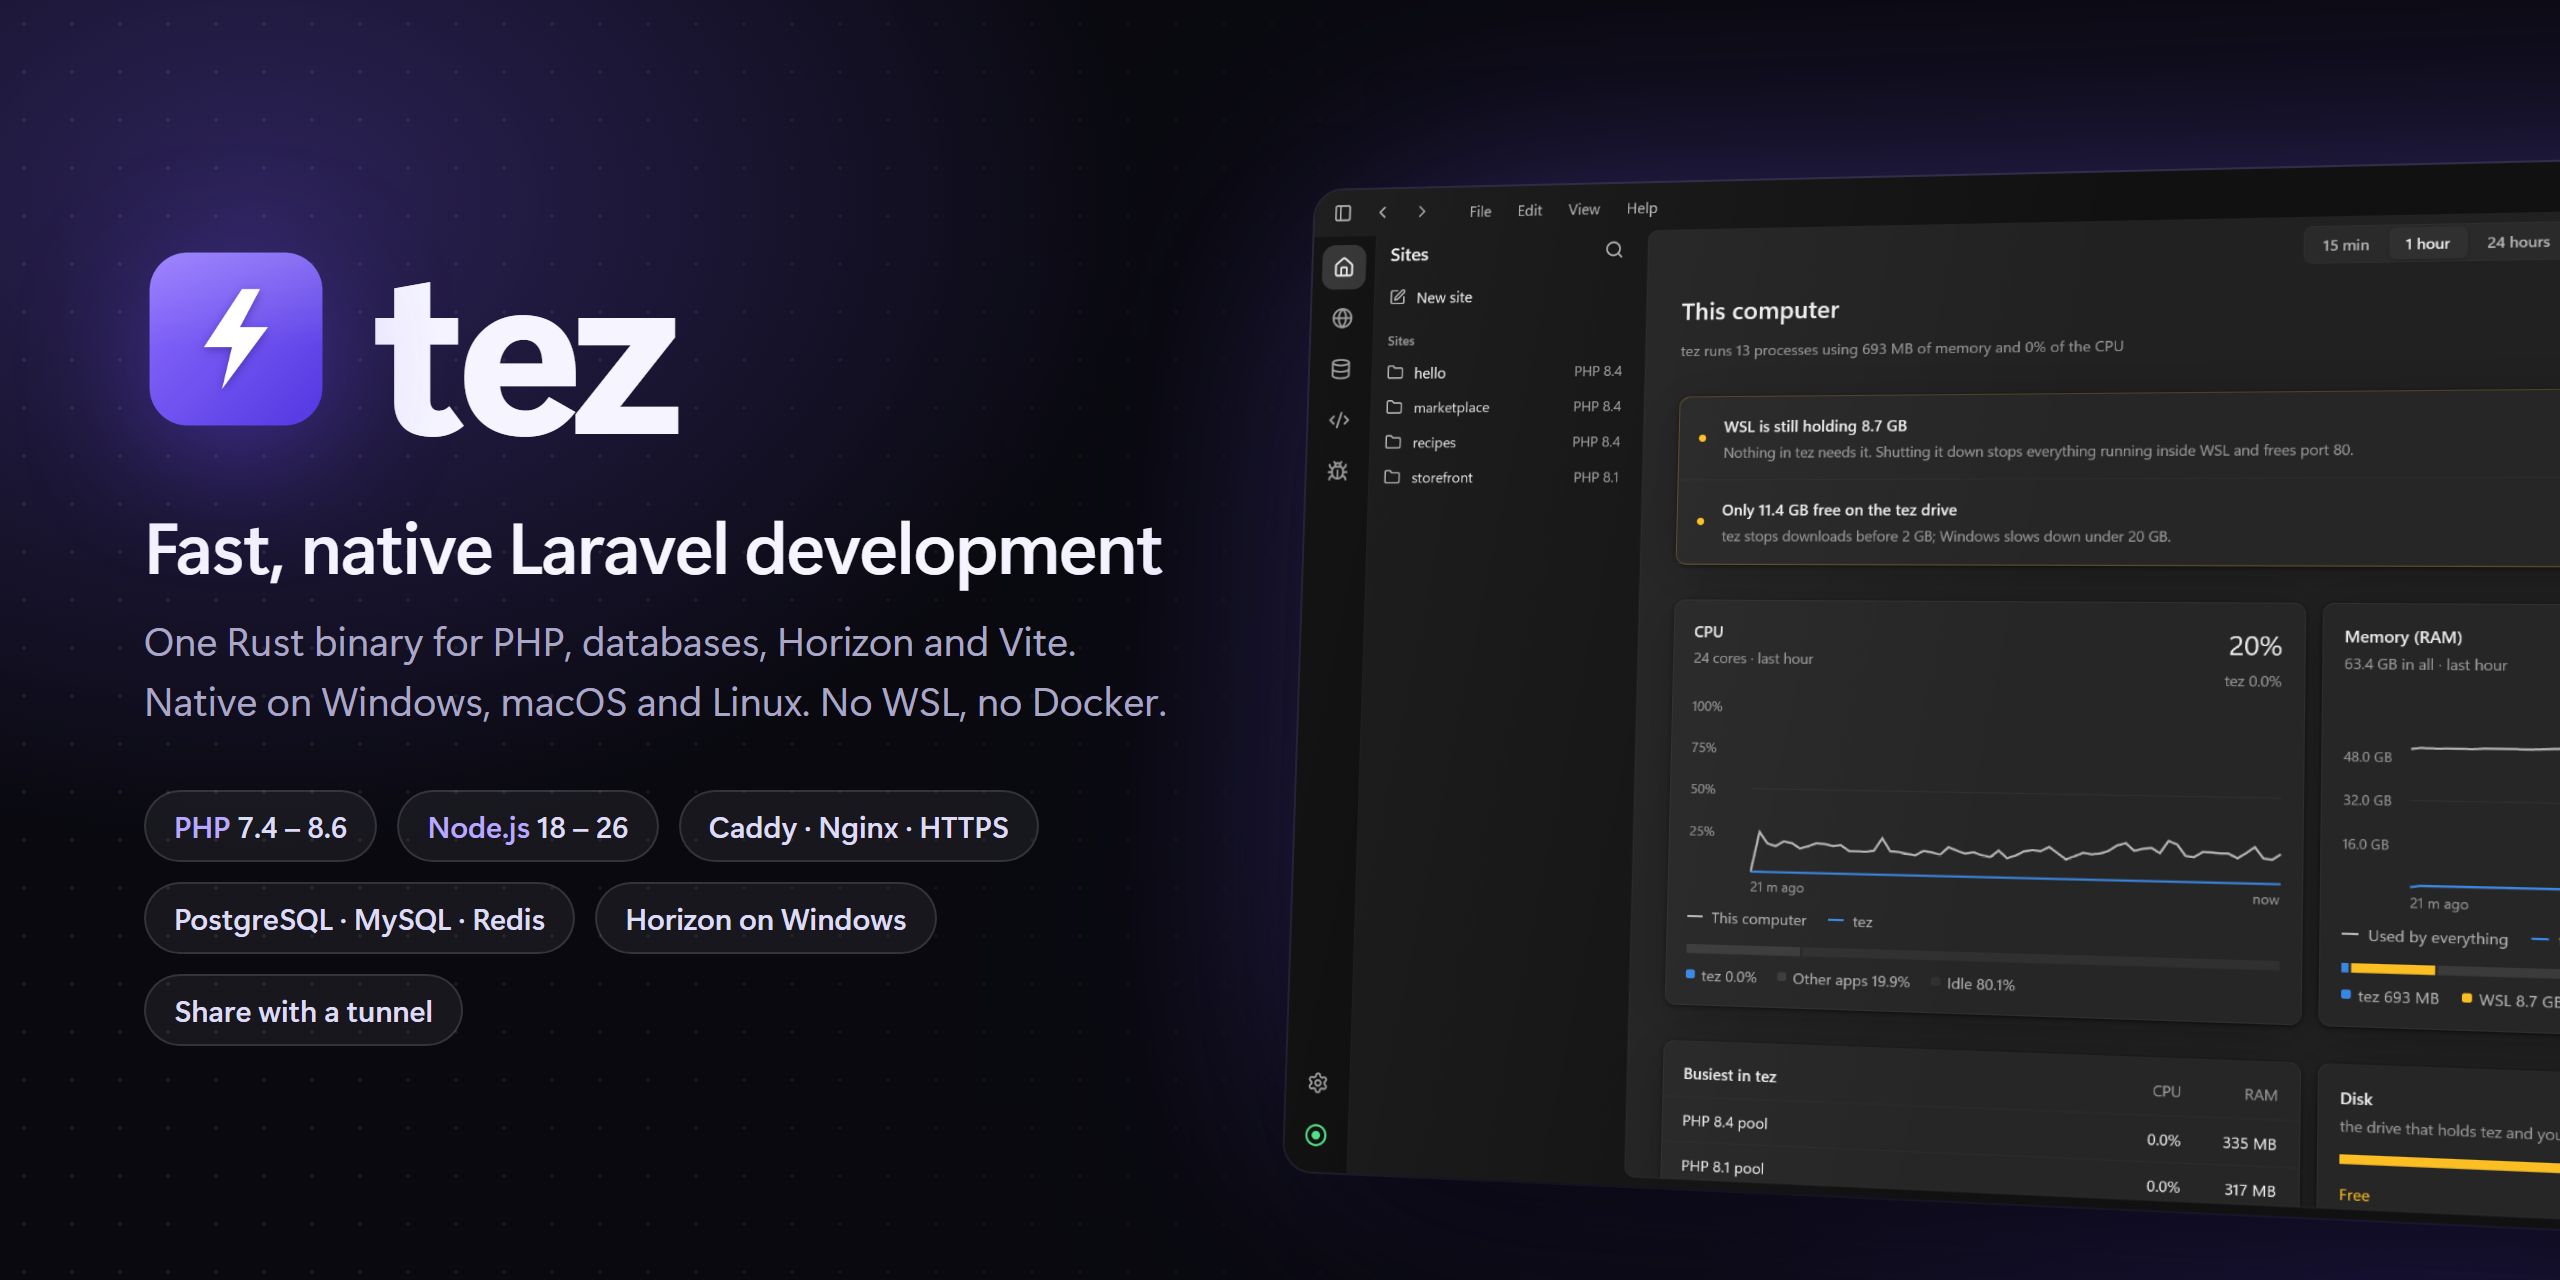 tez
Fast, native Laravel development
One Rust binary for PHP, databases, Horizon and Vite.
Native on Windows, macOS and Linux. No WSL, no Docker.
PHP 7.4 – 8.6
Node.js 18 – 26
Caddy · Nginx · HTTPS
PostgreSQL · MySQL · Redis
Horizon on Windows
Share with a tunnel
File Edit View Help
Sites
New site
Sites
hello PHP 8.4
marketplace PHP 8.4
recipes PHP 8.4
storefront PHP 8.1
15 min 1 hour 24 hours
This computer
tez runs 13 processes using 693 MB of memory and 0% of the CPU
WSL is still holding 8.7 GB
Nothing in tez needs it. Shutting it down stops everything running inside WSL and frees port 80.
Only 11.4 GB free on the tez drive
tez stops downloads before 2 GB; Windows slows down under 20 GB.
CPU
20%
24 cores · last hour
tez 0.0%
100%
75%
50%
25%
21 m ago
now
This computer tez
tez 0.0% Other apps 19.9% Idle 80.1%
Memory (RAM)
63.4 GB in all · last hour
48.0 GB
32.0 GB
16.0 GB
21 m ago
Used by everything
tez 693 MB WSL 8.7 GB
Busiest in tez CPU RAM
PHP 8.4 pool 0.0% 335 MB
PHP 8.1 pool 0.0% 317 MB
Disk
the drive that holds tez and
Free